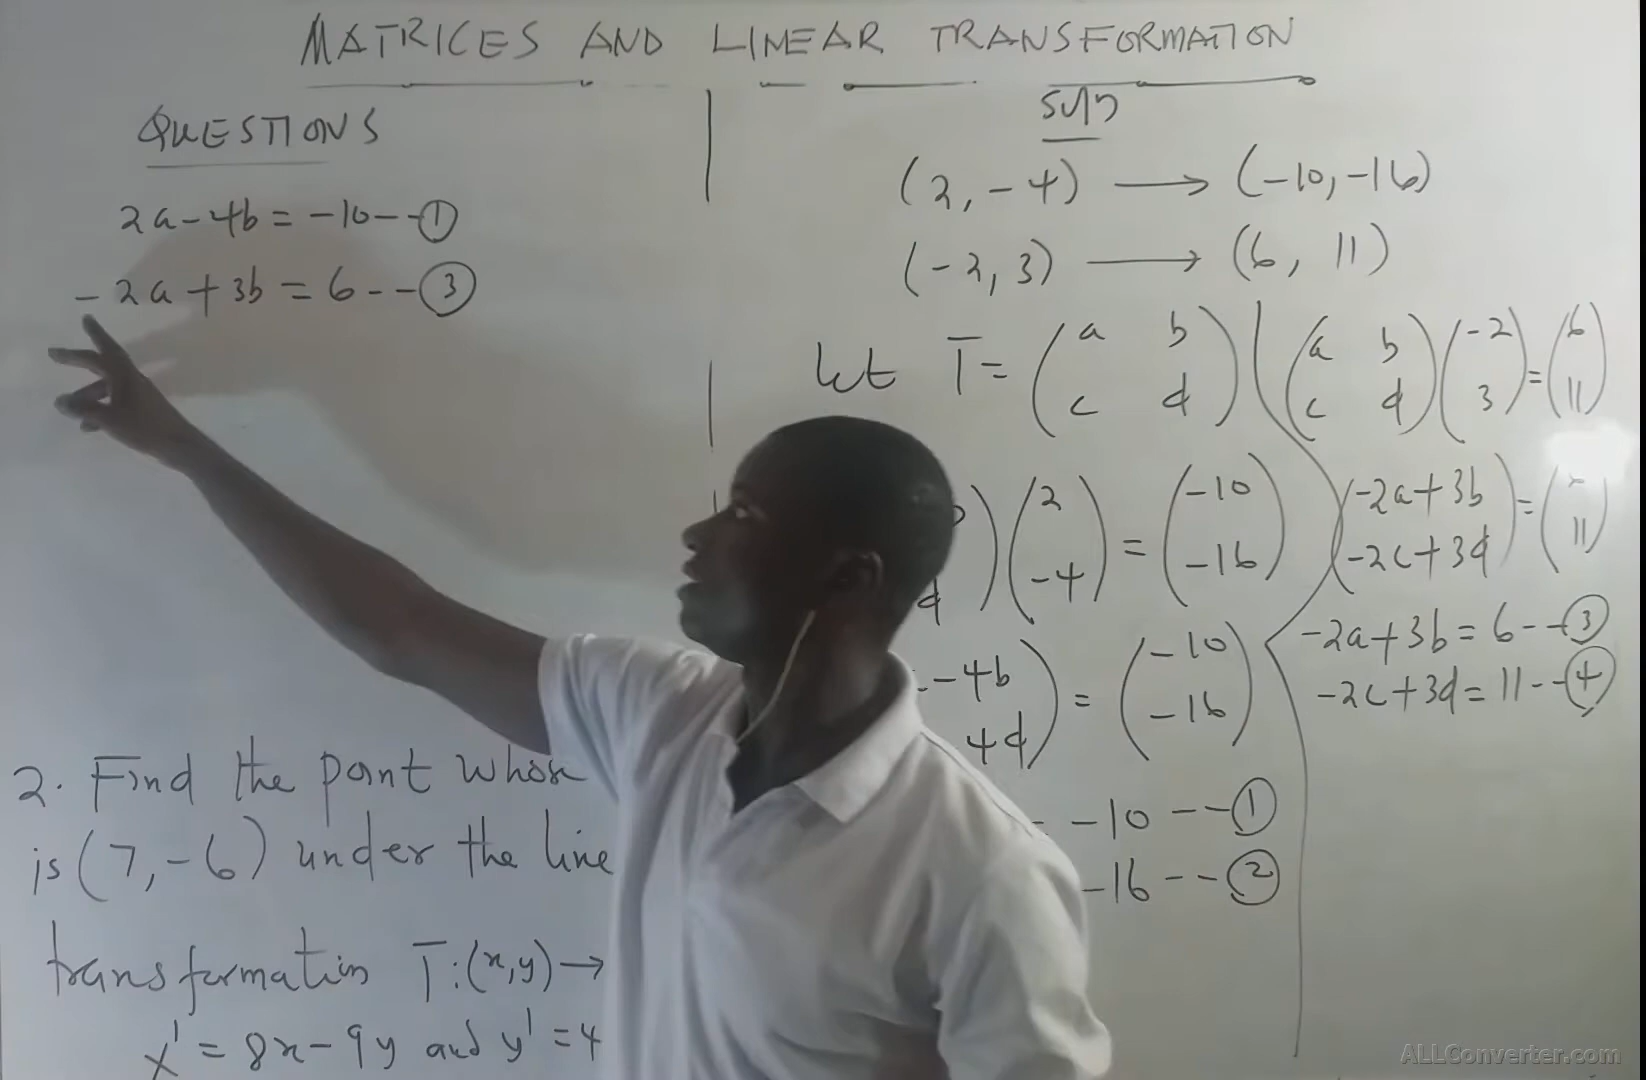 MATRICES AND LINEAR TRANSFORMATION
QUESTIONS
2a - 4b = -10 -- ①
-2a + 3b = 6 -- ③
2. Find the point whose
is (7, -6) under the line
transformation T:(x,y) →
x' = 8x - 9y and y' = 4
Soln
(2, -4) → (-10, -16)
(-2, 3) → (6, 11)
let T = (a b
c d)
(2
-4) = (-10
-16)
d
-4b
4d) = (-10
-16)
-10 -- ①
-16 -- ②
(a b
c d)(-2
3) = (6
11)
(-2a + 3b
-2c + 3d) = (
11)
-2a + 3b = 6 -- ③
-2c + 3d = 11 -- ④
ALLConverter.com